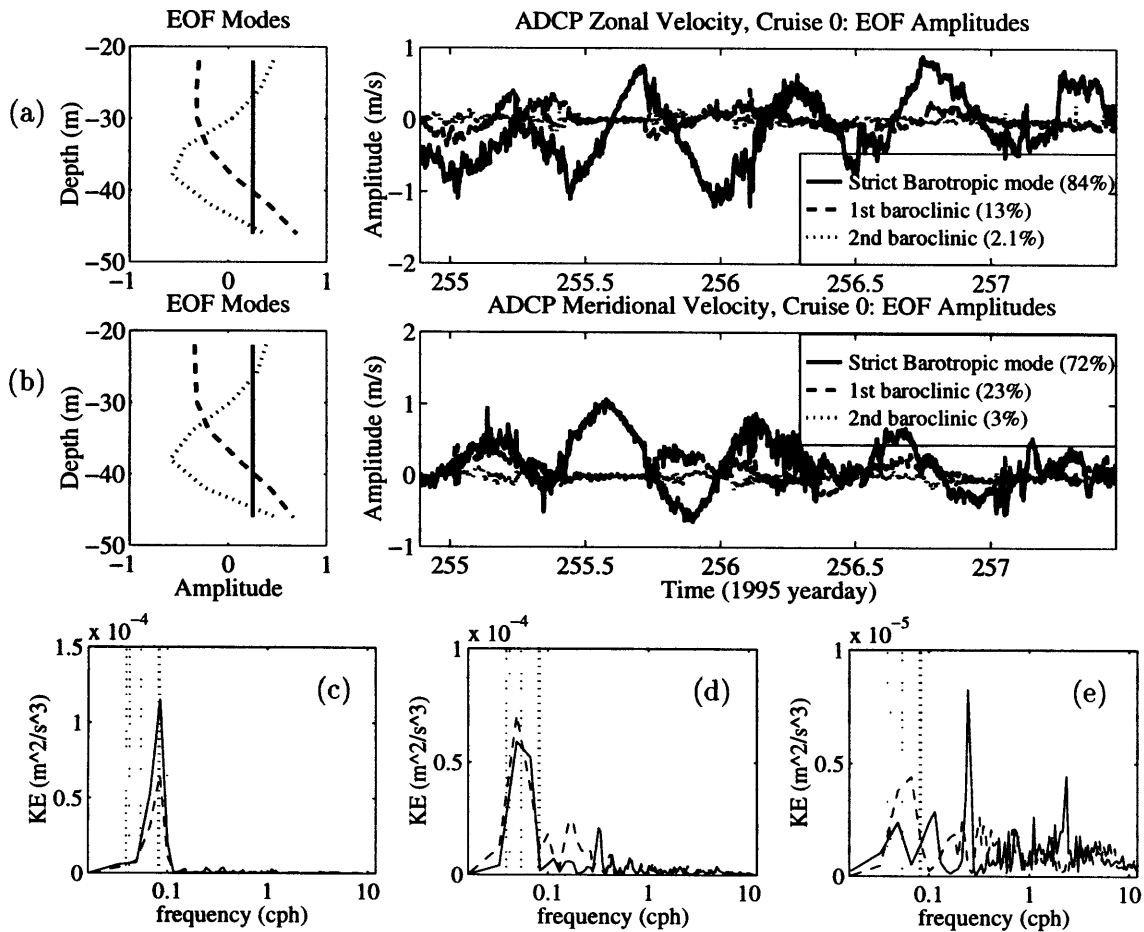 EOF Modes
ADCP Zonal Velocity, Cruise 0: EOF Amplitudes
(a)
Depth (m)
−20
−30
−40
−50
−1
0
1
Amplitude (m/s)
1
0
−1
−2
255
255.5
256
256.5
257
Strict Barotropic mode (84%)
1st baroclinic (13%)
2nd baroclinic (2.1%)
EOF Modes
ADCP Meridional Velocity, Cruise 0: EOF Amplitudes
(b)
Depth (m)
−20
−30
−40
−50
−1
0
1
Amplitude
Amplitude (m/s)
2
1
0
−1
255
255.5
256
256.5
257
Time (1995 yearday)
Strict Barotropic mode (72%)
1st baroclinic (23%)
2nd baroclinic (3%)
x 10^-4
(c)
KE (m^2/s^3)
1.5
1
0.5
0
0.1
1
10
frequency (cph)
x 10^-4
(d)
KE (m^2/s^3)
1
0.5
0
0.1
1
10
frequency (cph)
x 10^-5
(e)
KE (m^2/s^3)
1
0.5
0
0.1
1
10
frequency (cph)